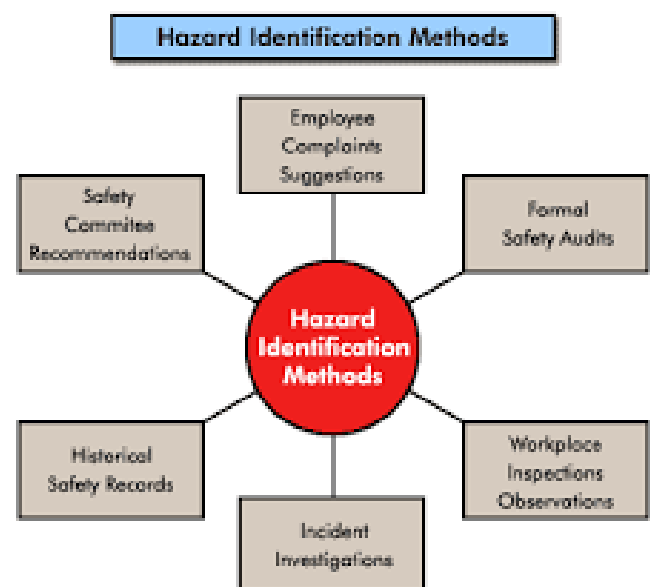 Hazard Identification Methods
Employee
Complaints
Suggestions
Formal
Safety Audits
Workplace
Inspections
Observations
Incident
Investigations
Historical
Safety Records
Safety
Commitee
Recommendations
Hazard
Identification
Methods